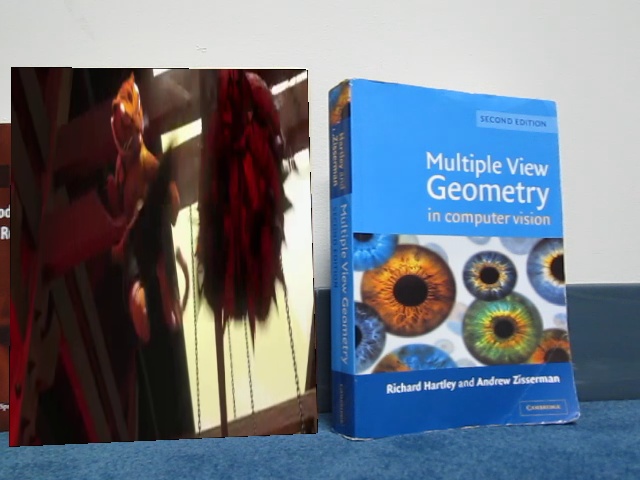 SECOND EDITION
Multiple View
Geometry
in computer vision
Richard Hartley and Andrew Zisserman
CAMBRIDGE
Hartley and
Zisserman
Multiple View Geometry